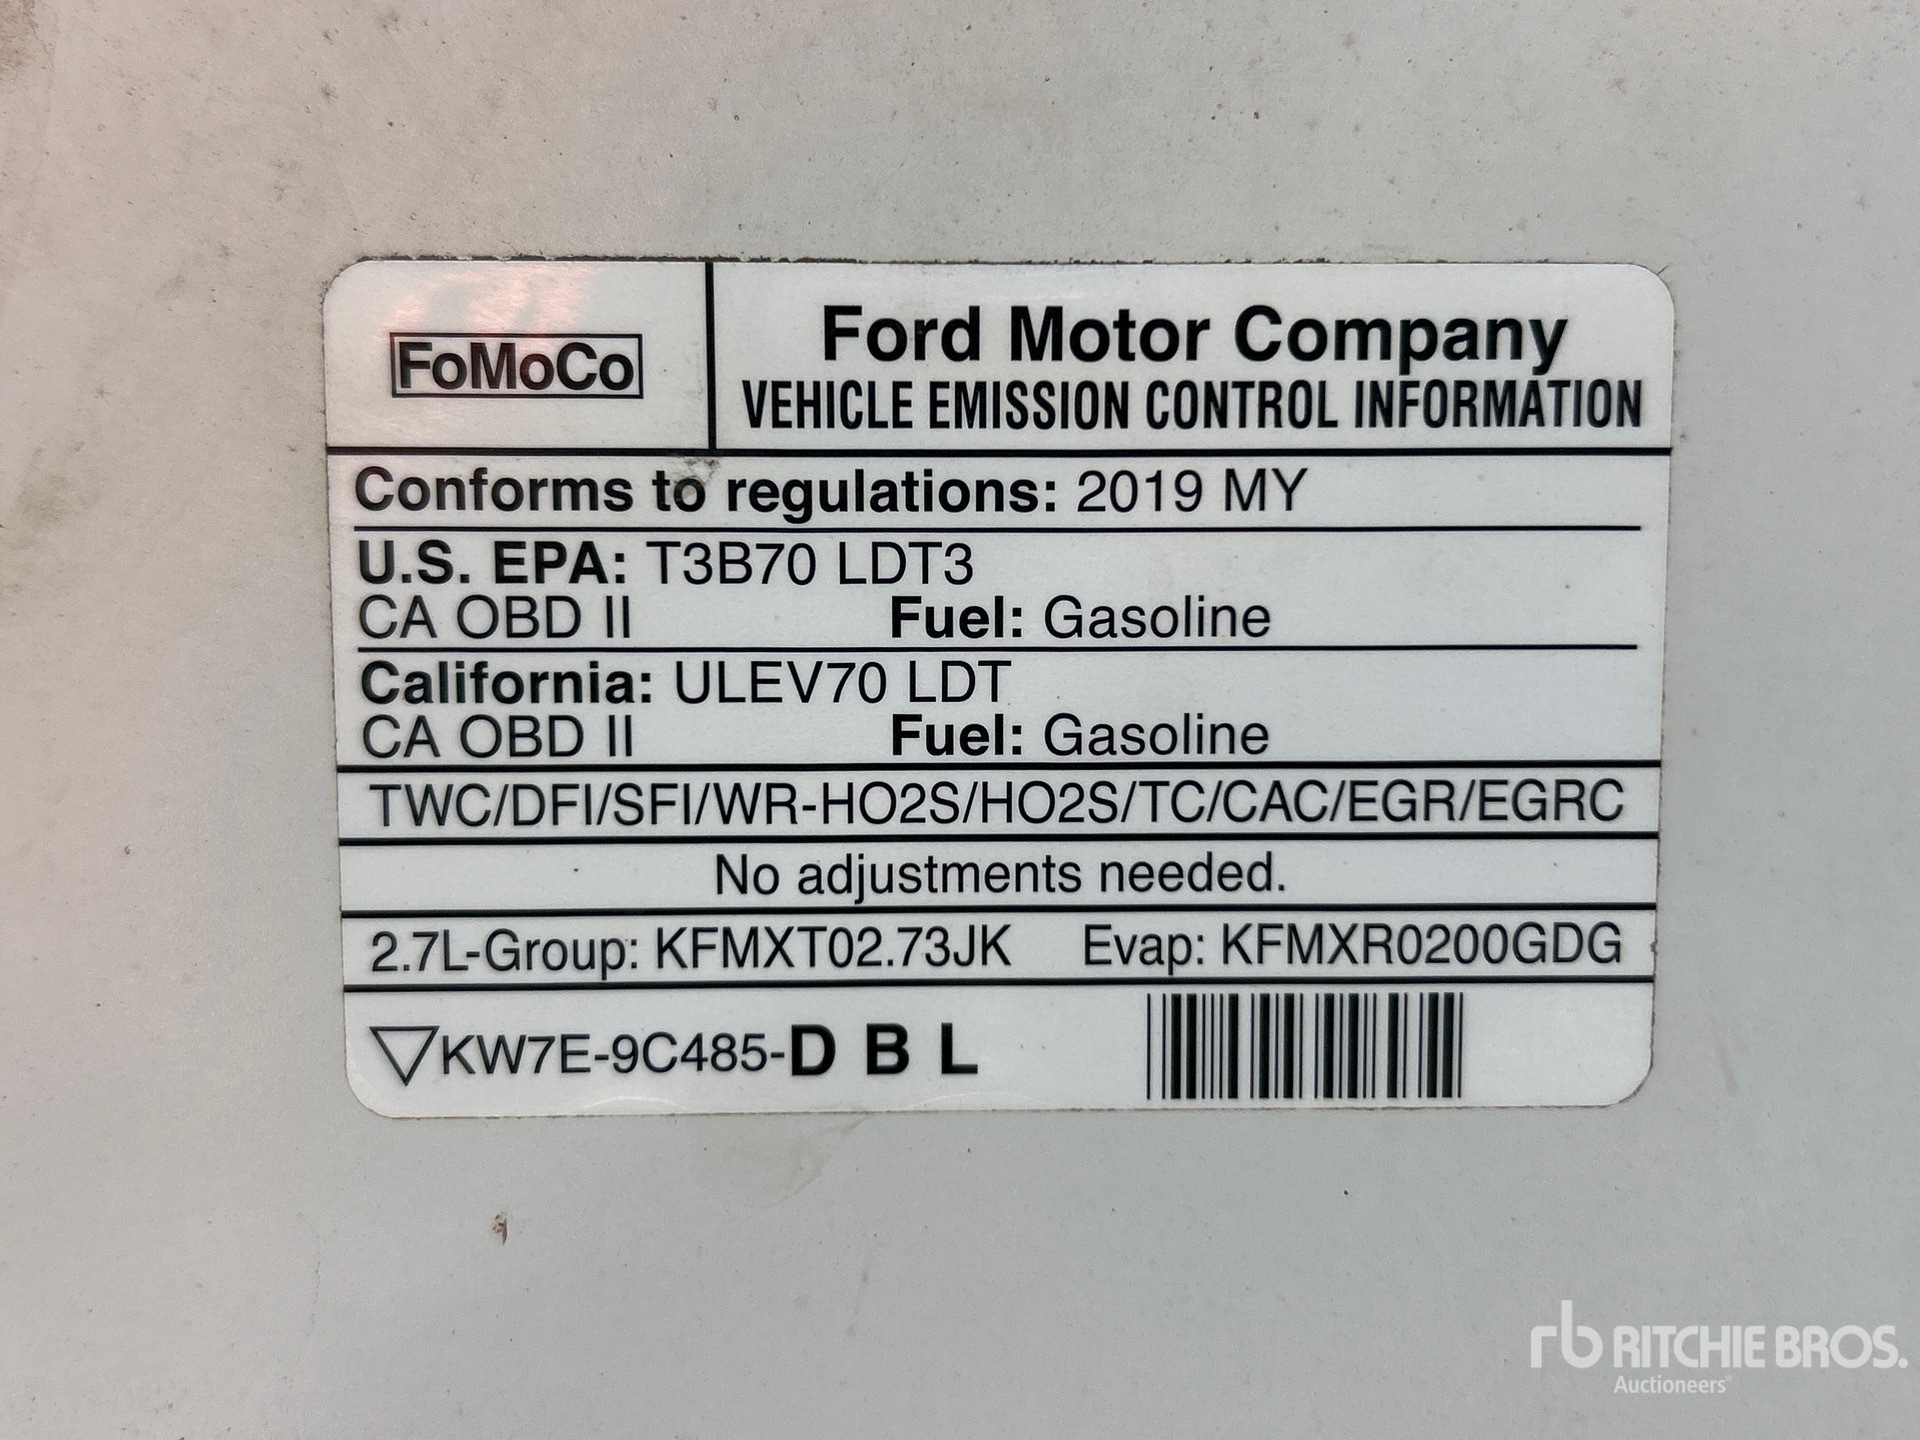 FoMoCo
Ford Motor Company
VEHICLE EMISSION CONTROL INFORMATION
Conforms to regulations: 2019 MY
U.S. EPA: T3B70 LDT3
CA OBD II Fuel: Gasoline
California: ULEV70 LDT
CA OBD II Fuel: Gasoline
TWC/DFI/SFI/WR-HO2S/HO2S/TC/CAC/EGR/EGRC
No adjustments needed.
2.7L-Group: KFMXT02.73JK Evap: KFMXR0200GDG
KW7E-9C485-D B L
rb RITCHIE BROS.
Auctioneers